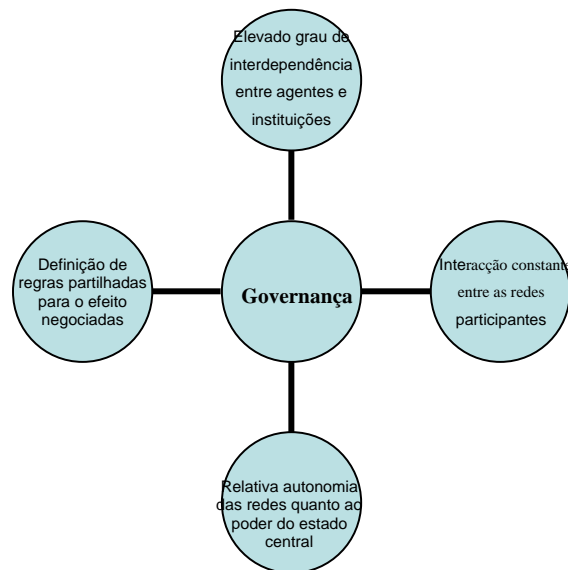 Elevado grau de
interdependência
entre agentes e
instituições
Definição de
regras partilhadas
para o efeito
negociadas
Governança
Interacção constante
entre as redes
participantes
Relativa autonomia
das redes quanto ao
poder do estado
central